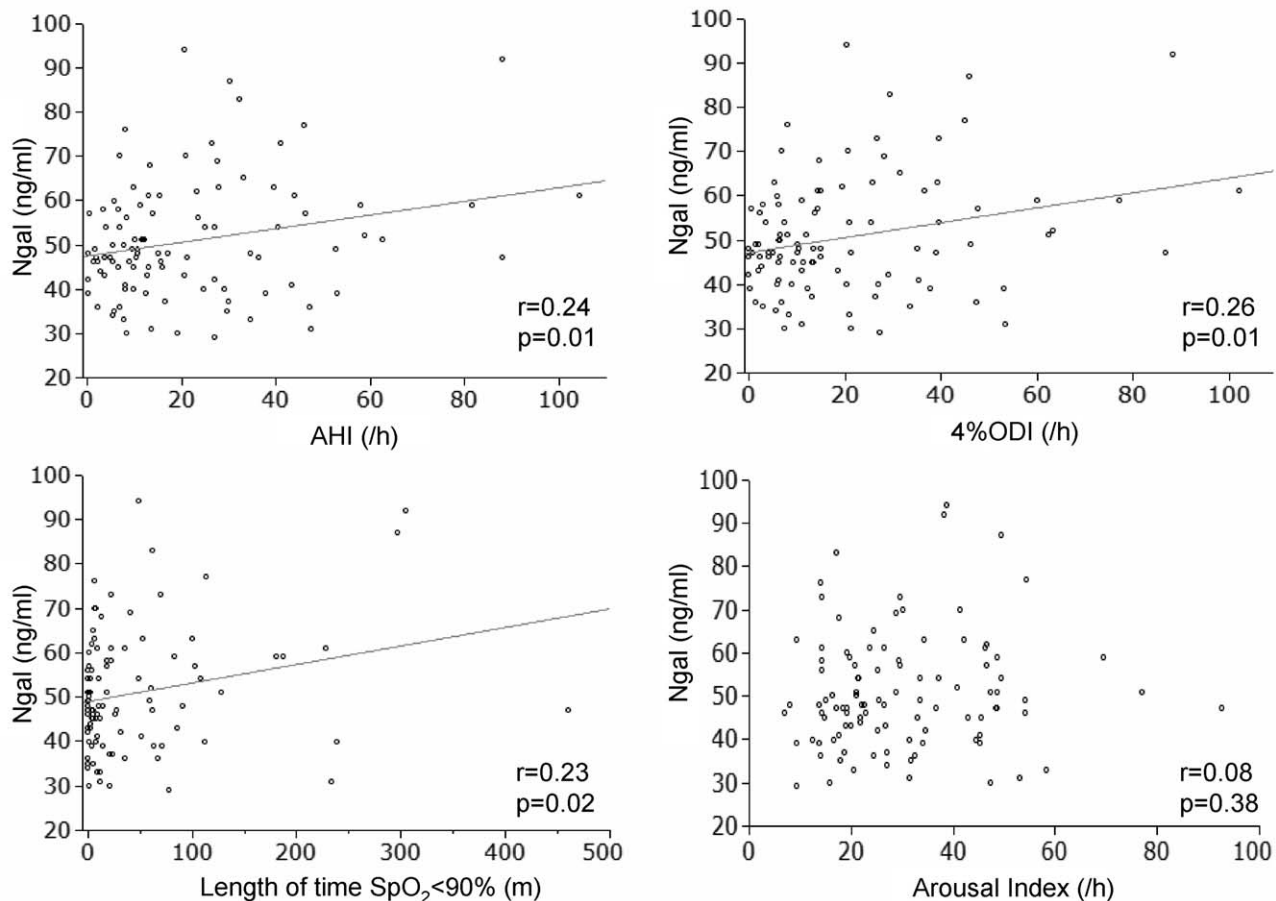 100
90
80
70
60
50
40
30
20
Ngal (ng/ml)
0 20 40 60 80 100
AHI (/h)
r=0.24
p=0.01
100
90
80
70
60
50
40
30
20
Ngal (ng/ml)
0 20 40 60 80 100
4%ODI (/h)
r=0.26
p=0.01
100
90
80
70
60
50
40
30
20
Ngal (ng/ml)
0 100 200 300 400 500
Length of time SpO₂<90% (m)
r=0.23
p=0.02
100
90
80
70
60
50
40
30
20
Ngal (ng/ml)
0 20 40 60 80 100
Arousal Index (/h)
r=0.08
p=0.38